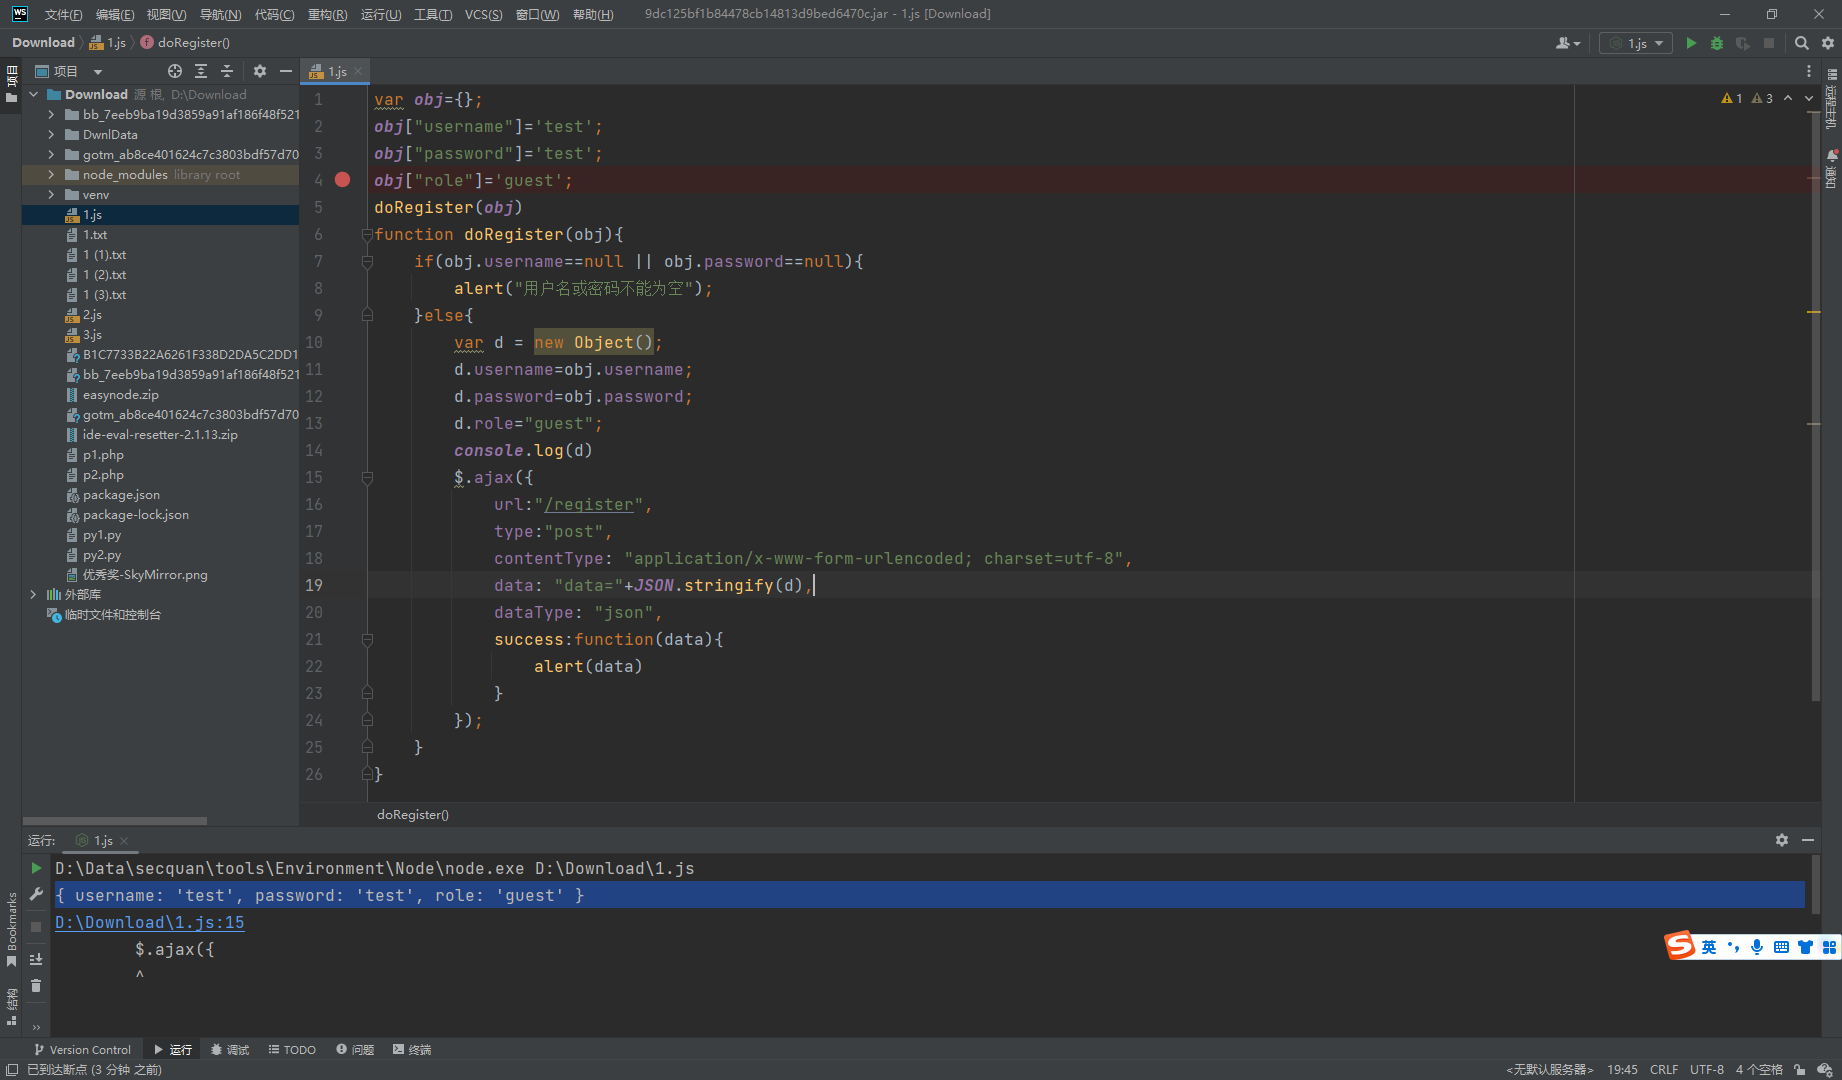 WS 文件(F) 编辑(E) 视图(V) 导航(N) 代码(C) 重构(R) 运行(U) 工具(T) VCS(S) 窗口(W) 帮助(H) 9dc125bf1b84478cb14813d9bed6470c.jar - 1.js [Download]
Download 1.js doRegister()
1.js
项目
项目
Download 源 根, D:\Download
bb_7eeb9ba19d3859a91af186f48f521
DwnlData
gotm_ab8ce401624c7c3803bdf57d70
node_modules library root
venv
1.js
1.txt
1 (1).txt
1 (2).txt
1 (3).txt
2.js
3.js
B1C7733B22A6261F338D2DA5C2DD1
bb_7eeb9ba19d3859a91af186f48f521
easynode.zip
gotm_ab8ce401624c7c3803bdf57d70
ide-eval-resetter-2.1.13.zip
p1.php
p2.php
package.json
package-lock.json
py1.py
py2.py
优秀奖-SkyMirror.png
外部库
临时文件和控制台
1.js
1 3
1 var obj={};
2 obj["username"]='test';
3 obj["password"]='test';
4 obj["role"]='guest';
5 doRegister(obj)
6 function doRegister(obj){
7 if(obj.username==null || obj.password==null){
8 alert("用户名或密码不能为空");
9 }else{
10 var d = new Object();
11 d.username=obj.username;
12 d.password=obj.password;
13 d.role="guest";
14 console.log(d)
15 $.ajax({
16 url:"/register",
17 type:"post",
18 contentType: "application/x-www-form-urlencoded; charset=utf-8",
19 data: "data="+JSON.stringify(d),
20 dataType: "json",
21 success:function(data){
22 alert(data)
23 }
24 });
25 }
26 }
doRegister()
远程主机
通知
运行: 1.js
D:\Data\secquan\tools\Environment\Node\node.exe D:\Download\1.js
{ username: 'test', password: 'test', role: 'guest' }
D:\Download\1.js:15
$.ajax({
^
Bookmarks
结构
S 英
Version Control 运行 调试 TODO 问题 终端
已到达断点 (3 分钟 之前) <无默认服务器> 19:45 CRLF UTF-8 4 个空格